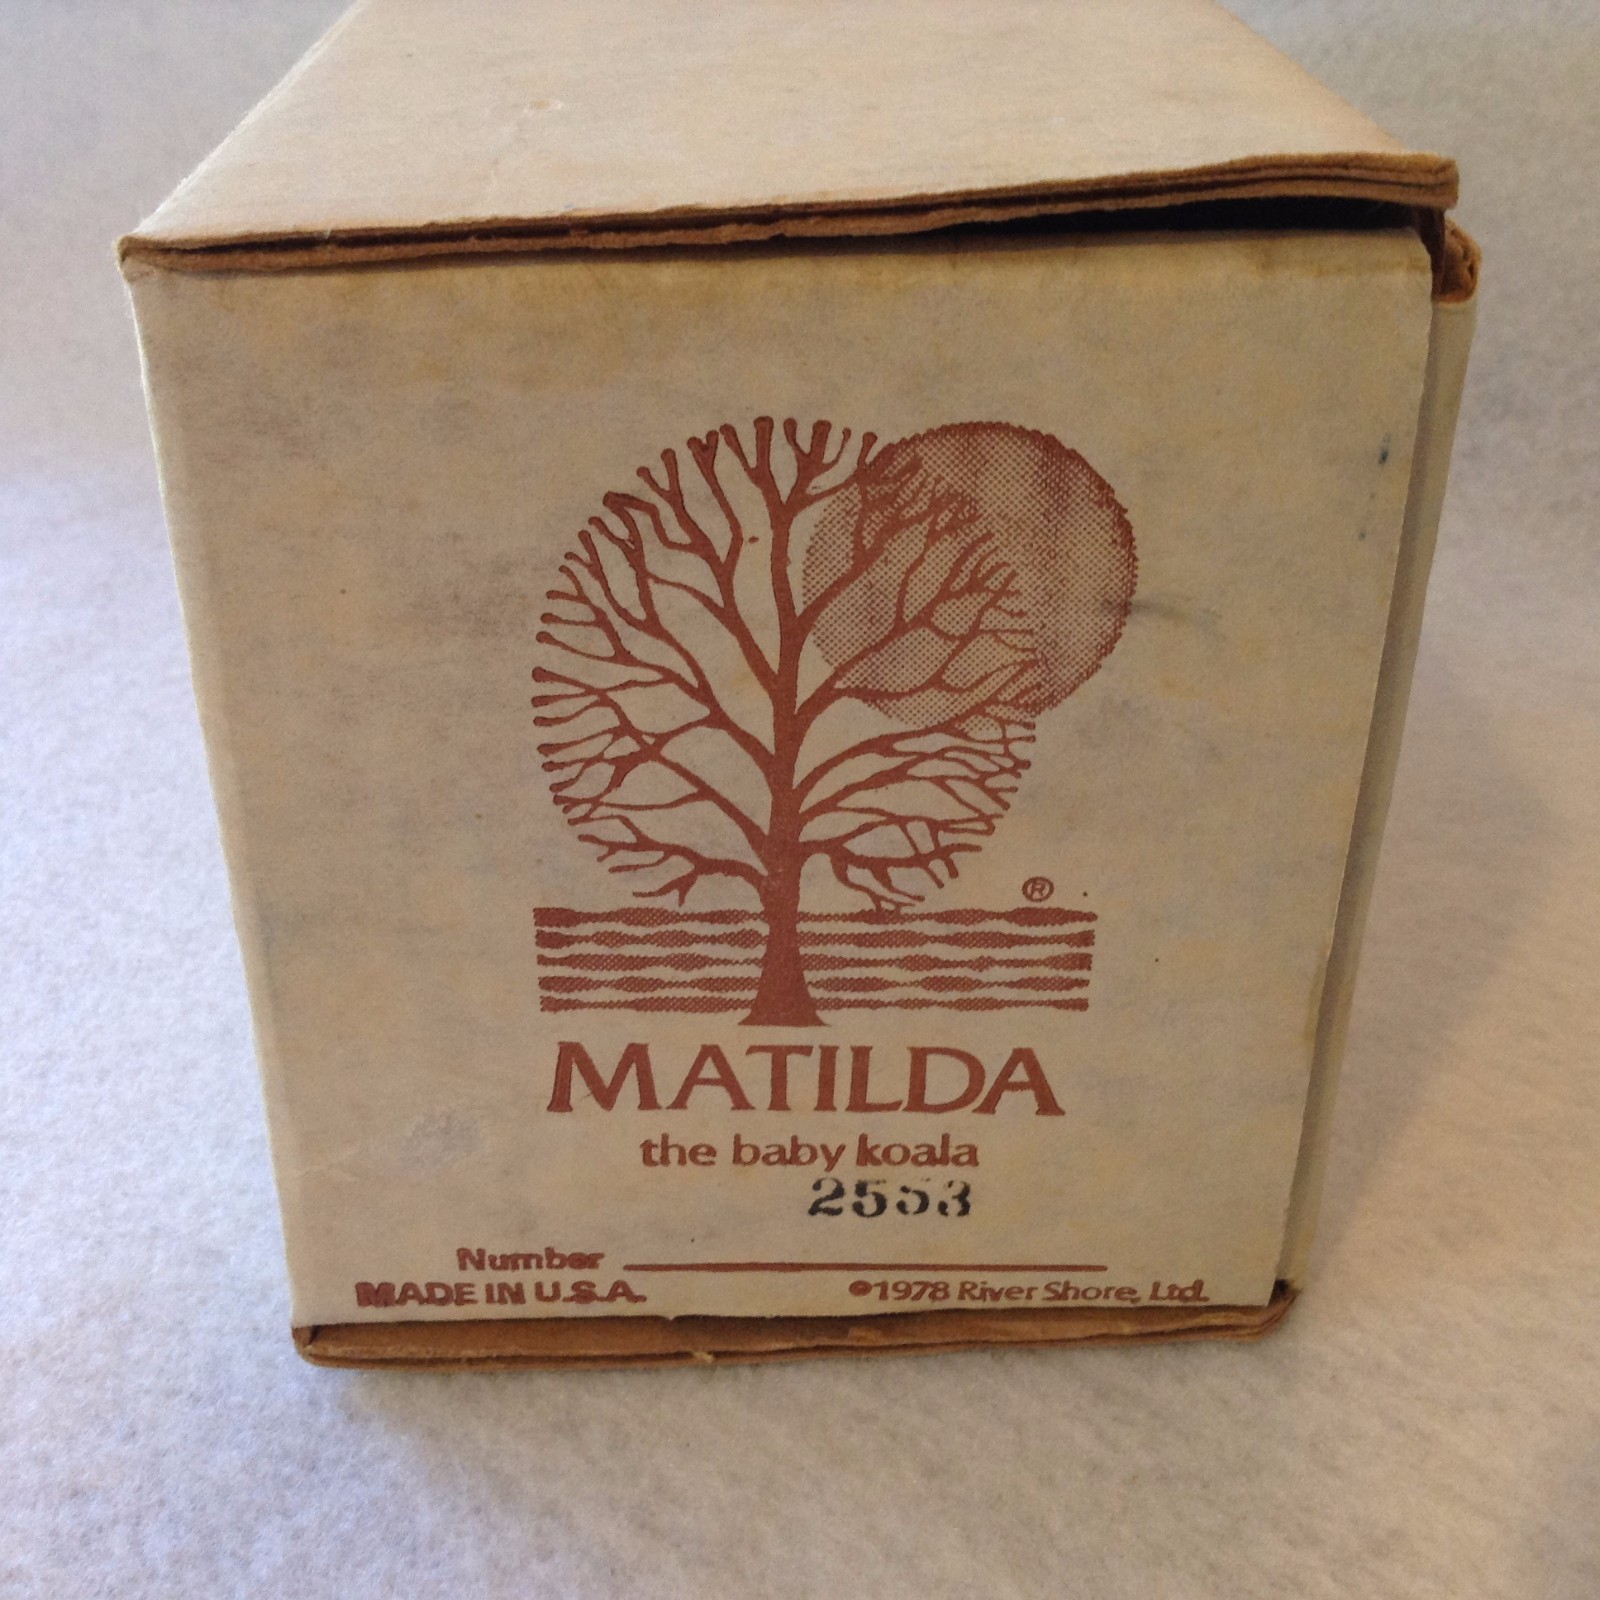 ®
MATILDA
the baby koala
2553
Number
MADE IN U.S.A. ©1978 River Shore, Ltd.